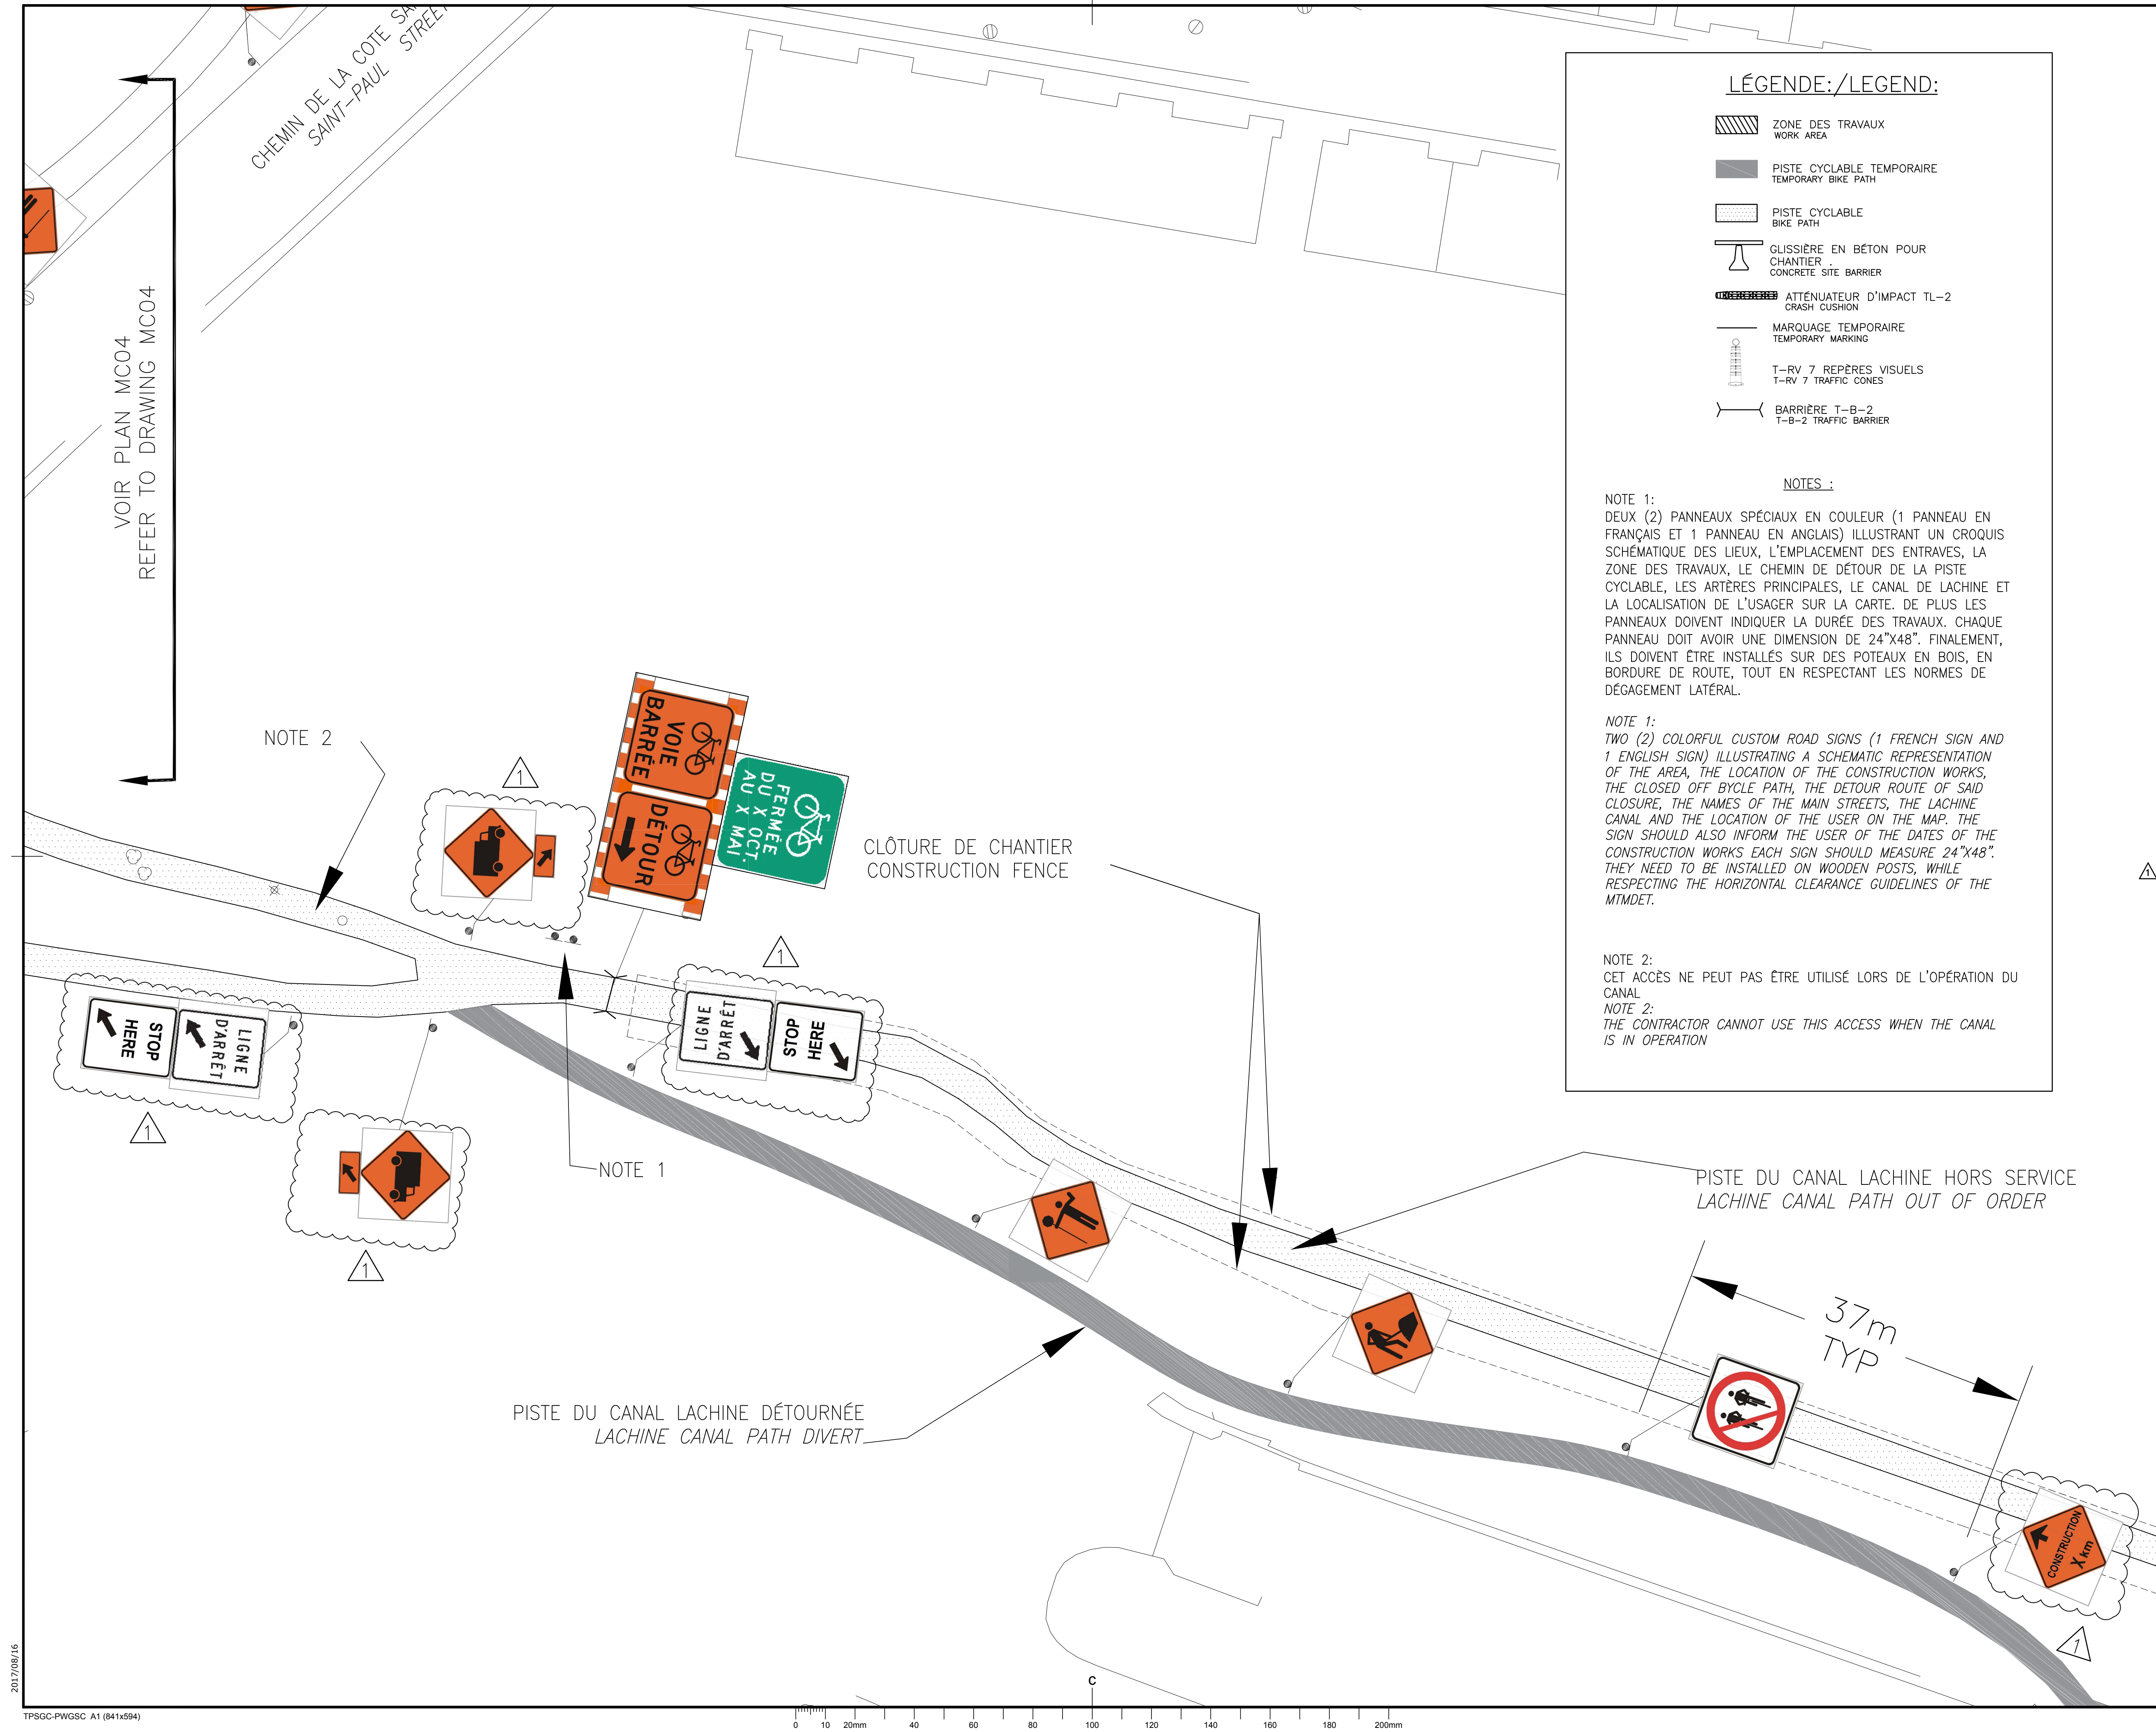 CHEMIN DE LA COTE SA
SAINT-PAUL STREET
VOIR PLAN MC04
REFER TO DRAWING MC04
LÉGENDE:/LEGEND:
ZONE DES TRAVAUX
WORK AREA
PISTE CYCLABLE TEMPORAIRE
TEMPORARY BIKE PATH
PISTE CYCLABLE
BIKE PATH
GLISSIÈRE EN BÉTON POUR
CHANTIER .
CONCRETE SITE BARRIER
ATTÉNUATEUR D'IMPACT TL-2
CRASH CUSHION
MARQUAGE TEMPORAIRE
TEMPORARY MARKING
T-RV 7 REPÈRES VISUELS
T-RV 7 TRAFFIC CONES
BARRIÈRE T-B-2
T-B-2 TRAFFIC BARRIER
NOTES :
NOTE 1:
DEUX (2) PANNEAUX SPÉCIAUX EN COULEUR (1 PANNEAU EN
FRANÇAIS ET 1 PANNEAU EN ANGLAIS) ILLUSTRANT UN CROQUIS
SCHÉMATIQUE DES LIEUX, L'EMPLACEMENT DES ENTRAVES, LA
ZONE DES TRAVAUX, LE CHEMIN DE DÉTOUR DE LA PISTE
CYCLABLE, LES ARTÈRES PRINCIPALES, LE CANAL DE LACHINE ET
LA LOCALISATION DE L'USAGER SUR LA CARTE. DE PLUS LES
PANNEAUX DOIVENT INDIQUER LA DURÉE DES TRAVAUX. CHAQUE
PANNEAU DOIT AVOIR UNE DIMENSION DE 24"X48". FINALEMENT,
ILS DOIVENT ÊTRE INSTALLÉS SUR DES POTEAUX EN BOIS, EN
BORDURE DE ROUTE, TOUT EN RESPECTANT LES NORMES DE
DÉGAGEMENT LATÉRAL.
NOTE 1:
TWO (2) COLORFUL CUSTOM ROAD SIGNS (1 FRENCH SIGN AND
1 ENGLISH SIGN) ILLUSTRATING A SCHEMATIC REPRESENTATION
OF THE AREA, THE LOCATION OF THE CONSTRUCTION WORKS,
THE CLOSED OFF BYCLE PATH, THE DETOUR ROUTE OF SAID
CLOSURE, THE NAMES OF THE MAIN STREETS, THE LACHINE
CANAL AND THE LOCATION OF THE USER ON THE MAP. THE
SIGN SHOULD ALSO INFORM THE USER OF THE DATES OF THE
CONSTRUCTION WORKS EACH SIGN SHOULD MEASURE 24"X48".
THEY NEED TO BE INSTALLED ON WOODEN POSTS, WHILE
RESPECTING THE HORIZONTAL CLEARANCE GUIDELINES OF THE
MTMDET.
NOTE 2:
CET ACCÈS NE PEUT PAS ÊTRE UTILISÉ LORS DE L'OPÉRATION DU
CANAL
NOTE 2:
THE CONTRACTOR CANNOT USE THIS ACCESS WHEN THE CANAL
IS IN OPERATION
NOTE 2
1
VOIE
BARRÉE
DÉTOUR
FERMÉE
DU X OCT.
AU X MAI
CLÔTURE DE CHANTIER
CONSTRUCTION FENCE
1
1
STOP
HERE
LIGNE
D'ARRÊT
LIGNE
D'ARRÊT
STOP
HERE
1
NOTE 1
1
PISTE DU CANAL LACHINE HORS SERVICE
LACHINE CANAL PATH OUT OF ORDER
37m
TYP
PISTE DU CANAL LACHINE DÉTOURNÉE
LACHINE CANAL PATH DIVERT
CONSTRUCTION
X km
1
2017/08/16
C
TPSGC-PWGSC A1 (841x594)
0 10 20mm 40 60 80 100 120 140 160 180 200mm